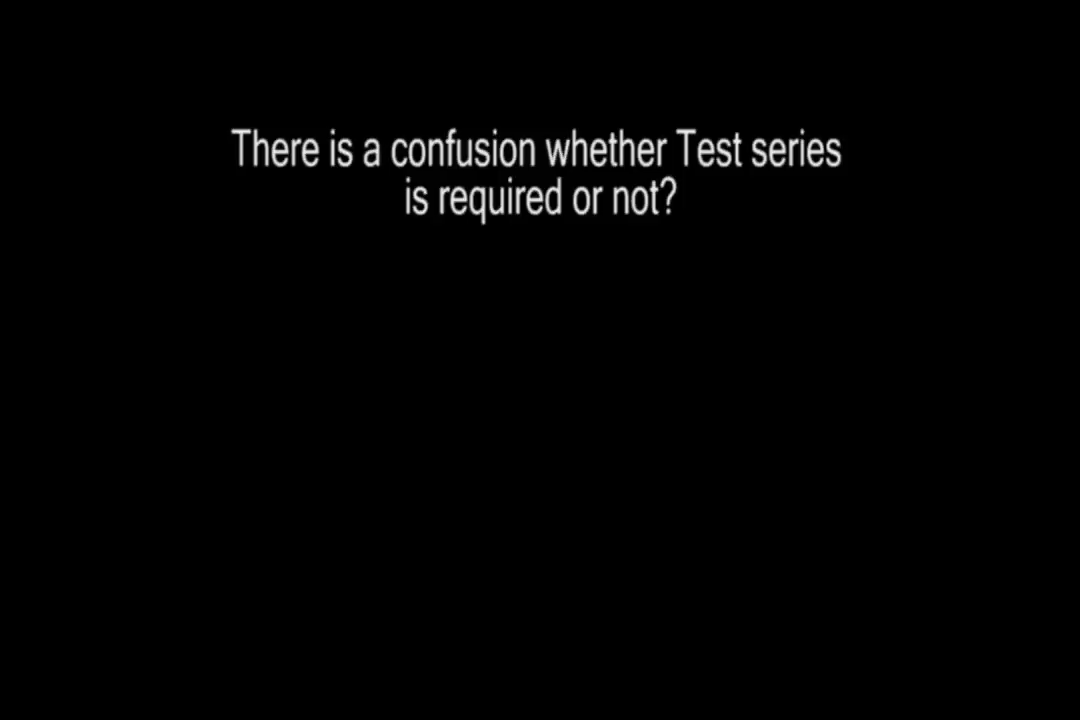 There is a confusion whether Test series
is required or not?